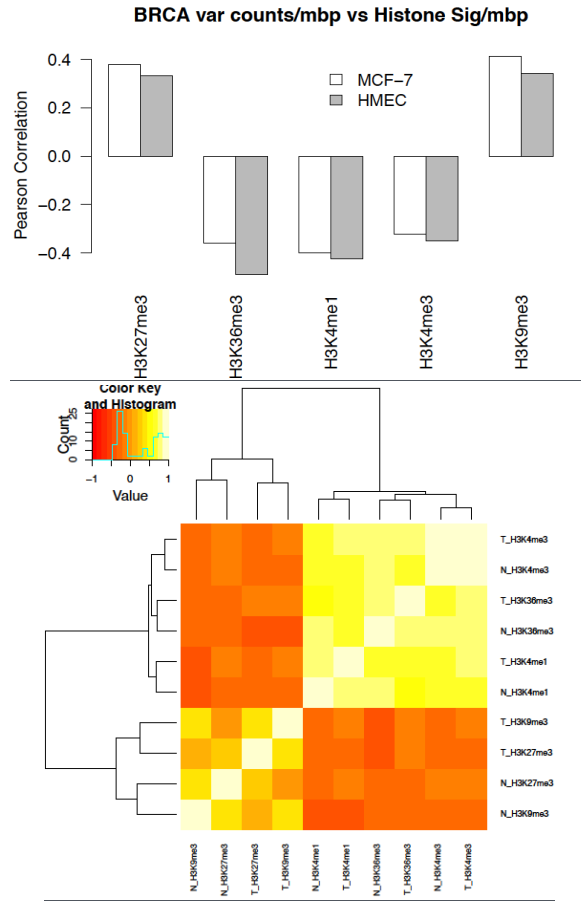 BRCA var counts/mbp vs Histone Sig/mbp
Pearson Correlation
0.4
0.2
0.0
−0.2
−0.4
MCF−7
HMEC
H3K27me3
H3K36me3
H3K4me1
H3K4me3
H3K9me3
Color Key
and Histogram
Count
0 10 25
−1 0 1
Value
T_H3K4me3
N_H3K4me3
T_H3K36me3
N_H3K36me3
T_H3K4me1
N_H3K4me1
T_H3K9me3
T_H3K27me3
N_H3K27me3
N_H3K9me3
N_H3K9me3
N_H3K27me3
T_H3K27me3
T_H3K9me3
N_H3K4me1
T_H3K4me1
N_H3K36me3
T_H3K36me3
N_H3K4me3
T_H3K4me3